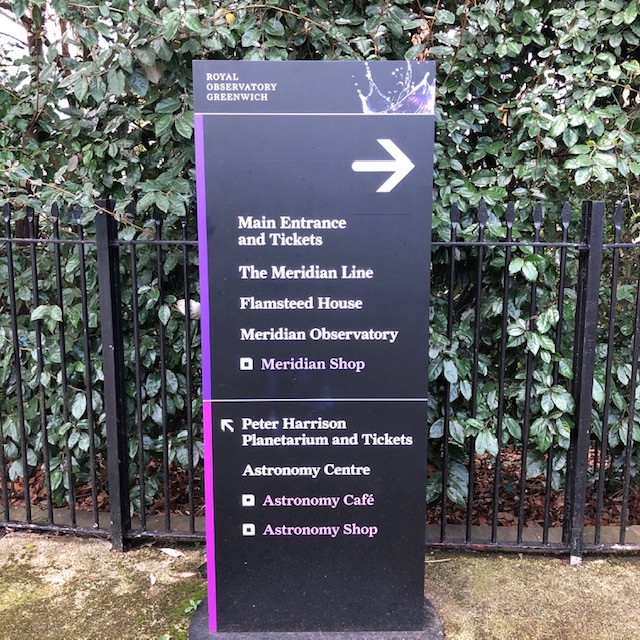 ROYAL
OBSERVATORY
GREENWICH
Main Entrance
and Tickets
The Meridian Line
Flamsteed House
Meridian Observatory
Meridian Shop
Peter Harrison
Planetarium and Tickets
Astronomy Centre
Astronomy Café
Astronomy Shop